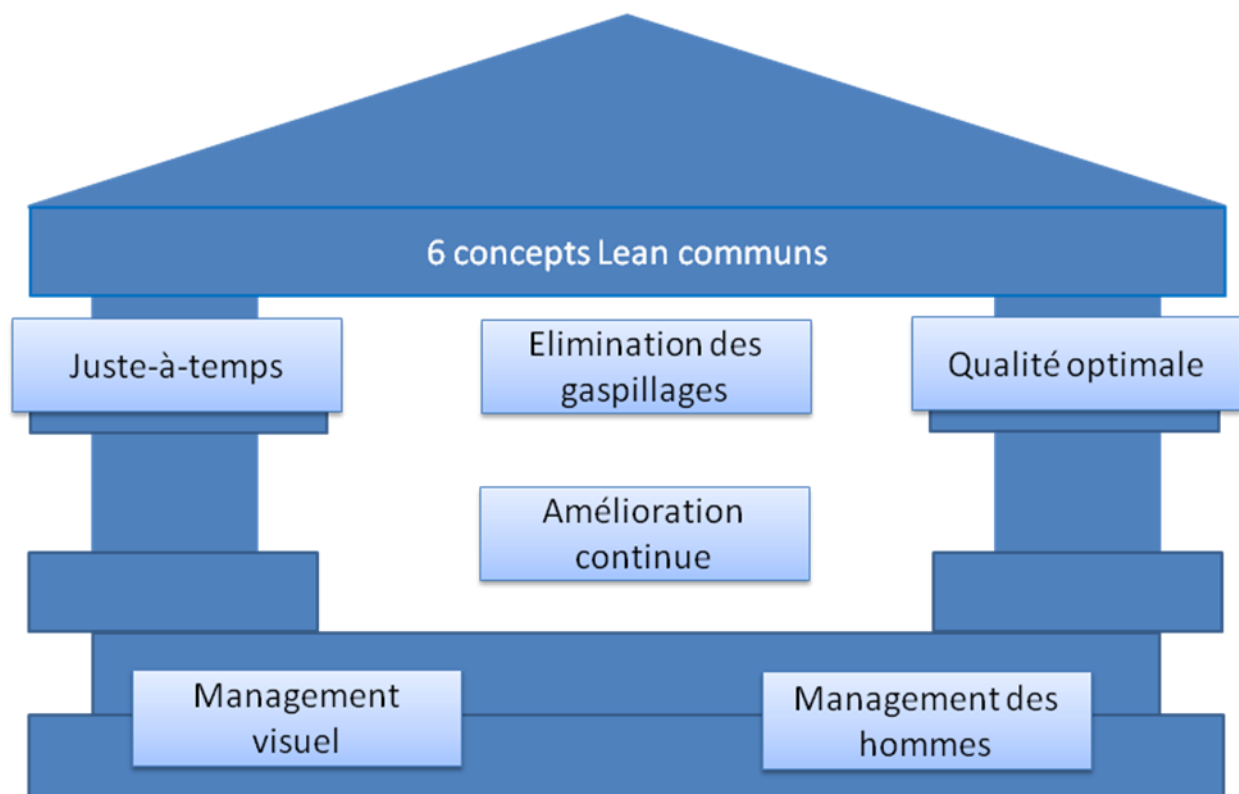 6 concepts Lean communs
Juste-à-temps
Elimination des
gaspillages
Qualité optimale
Amélioration
continue
Management
visuel
Management des
hommes